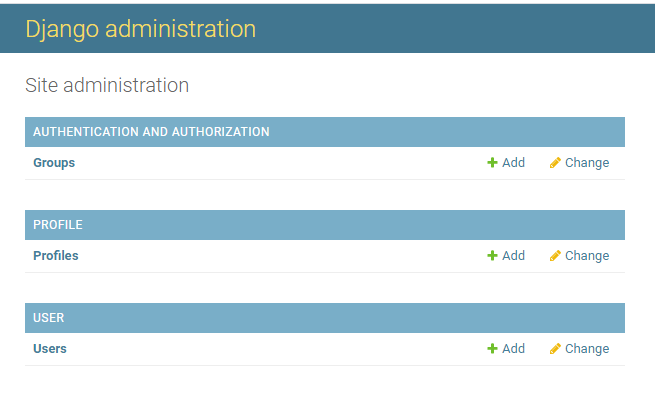 Django administration
Site administration
AUTHENTICATION AND AUTHORIZATION
Groups Add Change
PROFILE
Profiles Add Change
USER
Users Add Change